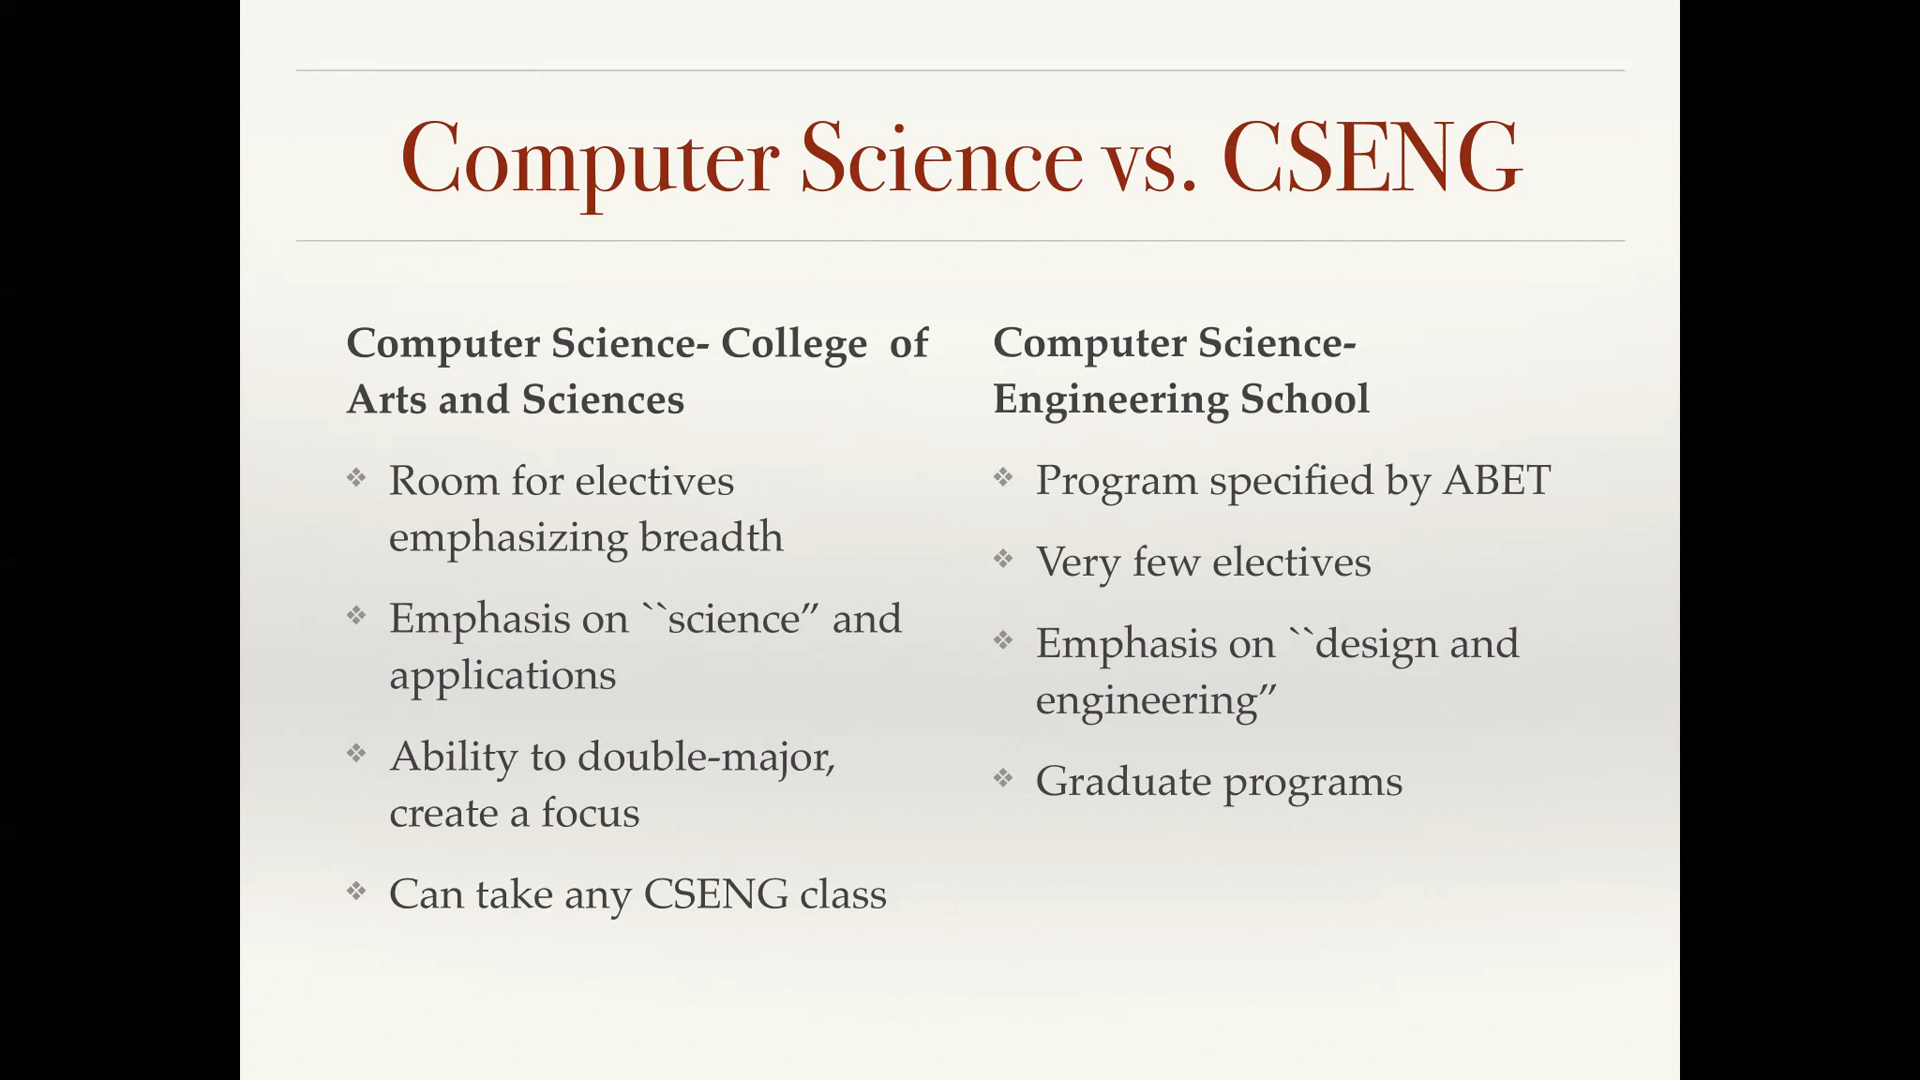 Computer Science vs. CSENG
Computer Science- College  of
Arts and Sciences
❖ Room for electives
emphasizing breadth
❖ Emphasis on ``science” and
applications
❖ Ability to double-major,
create a focus
❖ Can take any CSENG class
Computer Science-
Engineering School
❖ Program specified by ABET
❖ Very few electives
❖ Emphasis on ``design and
engineering”
❖ Graduate programs